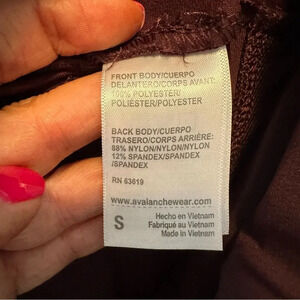 FRONT BODY/CUERPO
DELANTERO/CORPS AVANT:
100% POLYESTER/
POLIÉSTER/POLYESTER
BACK BODY/CUERPO
TRASERO/CORPS ARRIÈRE:
88% NYLON/NYLON/NYLON
12% SPANDEX/SPANDEX
/SPANDEX
RN 63619
www.avalanchewear.com
S
Hecho en Vietnam
Fabriqué au Vietnam
Made in Vietnam